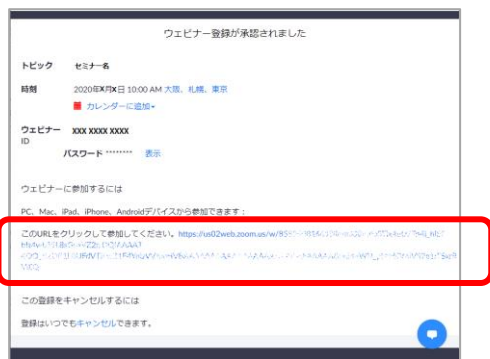 ウェビナー登録が承認されました
トピック セミナー名
時刻 2020年X月X日 10:00 AM 大阪、札幌、東京
カレンダーに追加
ウェビナー XXX XXXX XXXX
ID
パスワード ******** 表示
ウェビナーに参加するには
PC、Mac、iPad、iPhone、Androidデバイスから参加できます：
このURLをクリックして参加してください。https://us02web.zoom.us/w/85
この登録をキャンセルするには
登録はいつでもキャンセルできます。